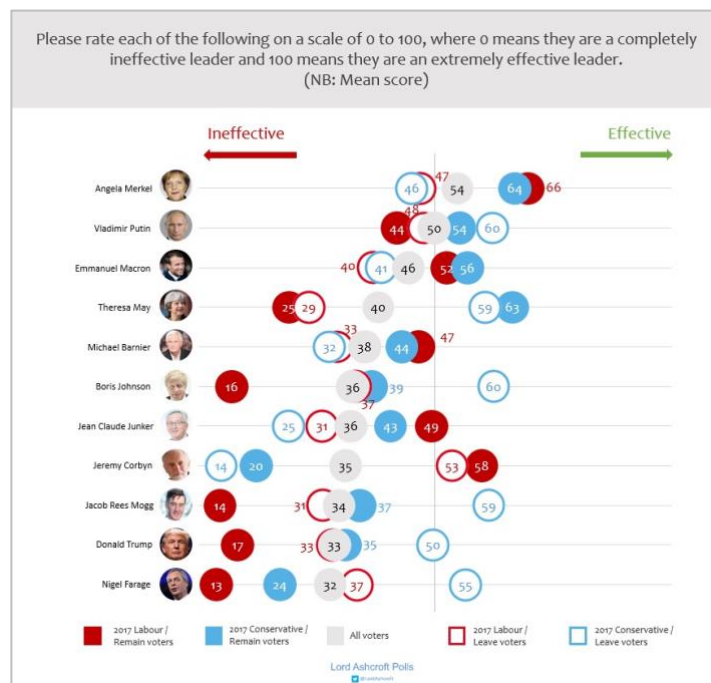 Please rate each of the following on a scale of 0 to 100, where 0 means they are a completely
ineffective leader and 100 means they are an extremely effective leader.
(NB: Mean score)
Ineffective Effective
47
Angela Merkel 46 54 64 66
48
Vladimir Putin 44 50 54 60
Emmanuel Macron 40 41 46 52 56
Theresa May 25 29 40 59 63
33 47
Michael Barnier 32 38 44
Boris Johnson 16 36 39 60
37
Jean Claude Junker 25 31 36 43 49
Jeremy Corbyn 14 20 35 53 58
Jacob Rees Mogg 14 31 34 37 59
Donald Trump 17 33 33 35 50
Nigel Farage 13 24 32 37 55
2017 Labour /
Remain voters
2017 Conservative /
Remain voters
All voters
2017 Labour /
Leave voters
2017 Conservative /
Leave voters
Lord Ashcroft Polls
@LordAshcroft